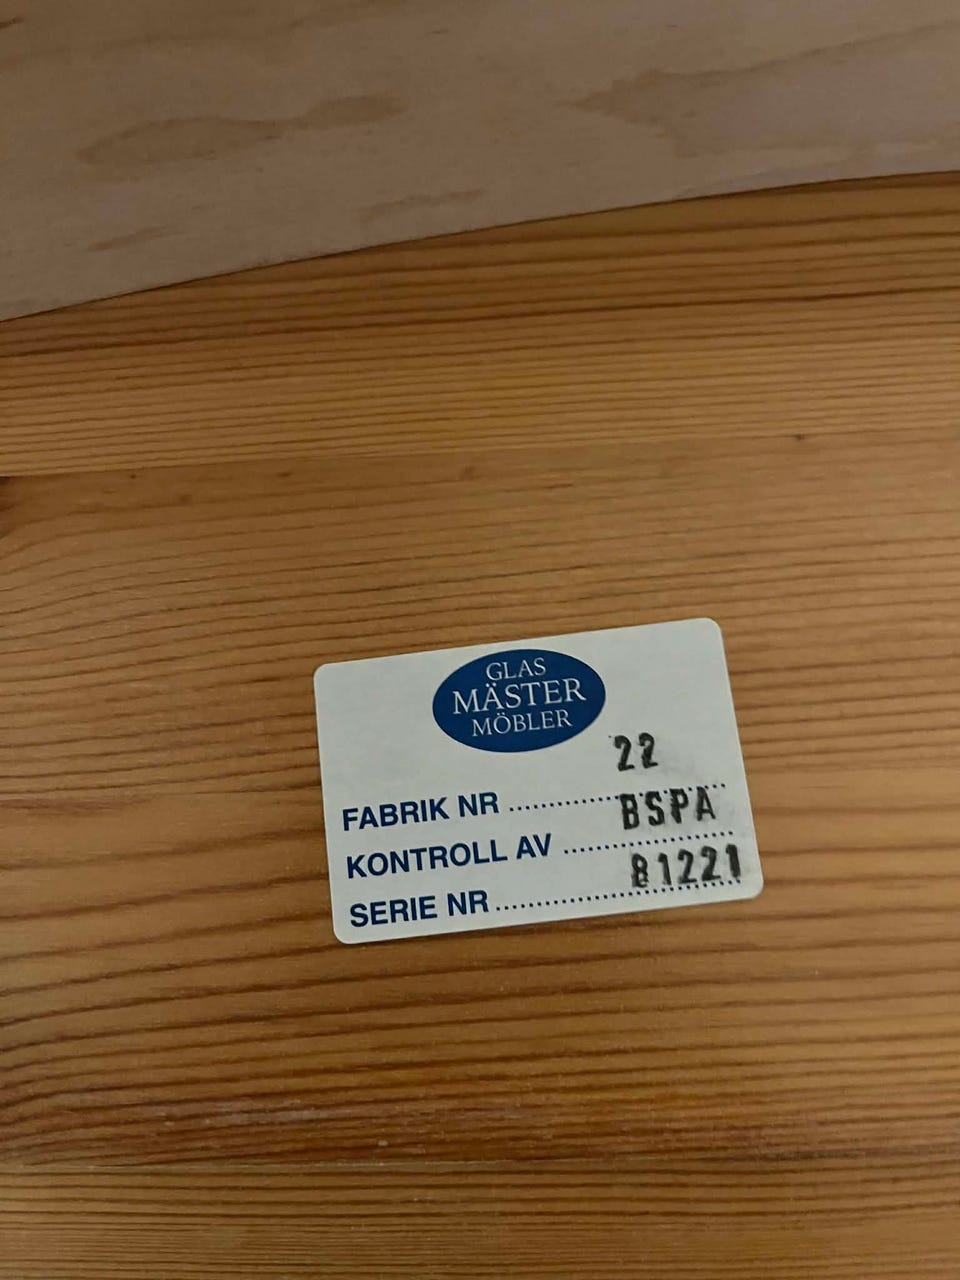 GLAS
MÄSTER
MÖBLER
22
FABRIK NR ....................
BSPA
KONTROLL AV ....................
81221
SERIE NR ....................